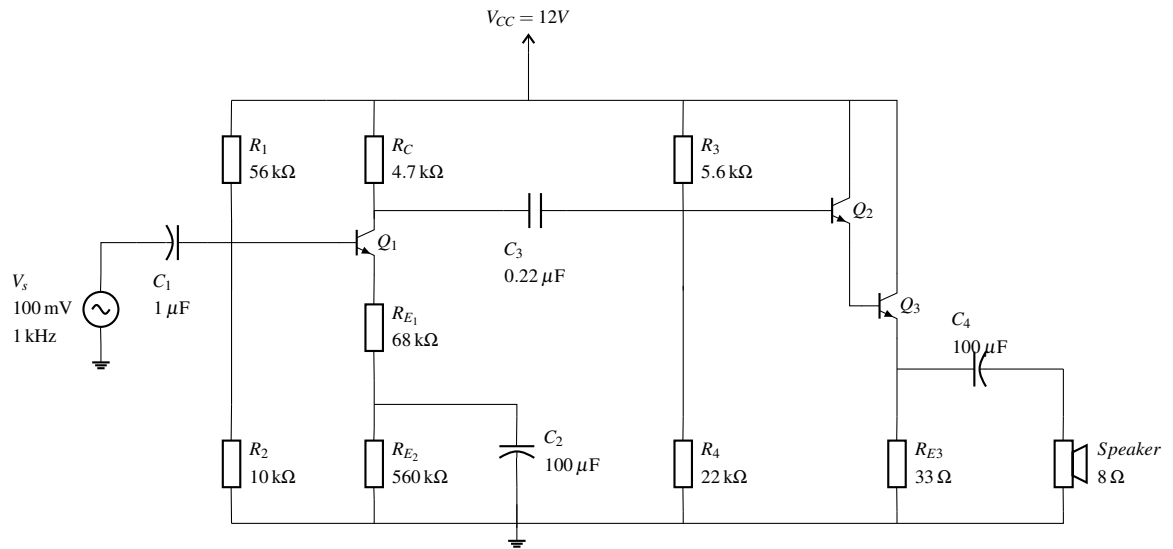 V_CC = 12V
R_1
56 kΩ
R_C
4.7 kΩ
R_3
5.6 kΩ
Q_2
Q_1
C_3
0.22 μF
V_s
100 mV
1 kHz
C_1
1 μF
R_E_1
68 kΩ
Q_3
C_4
100 μF
R_2
10 kΩ
R_E_2
560 kΩ
C_2
100 μF
R_4
22 kΩ
R_E3
33 Ω
Speaker
8 Ω